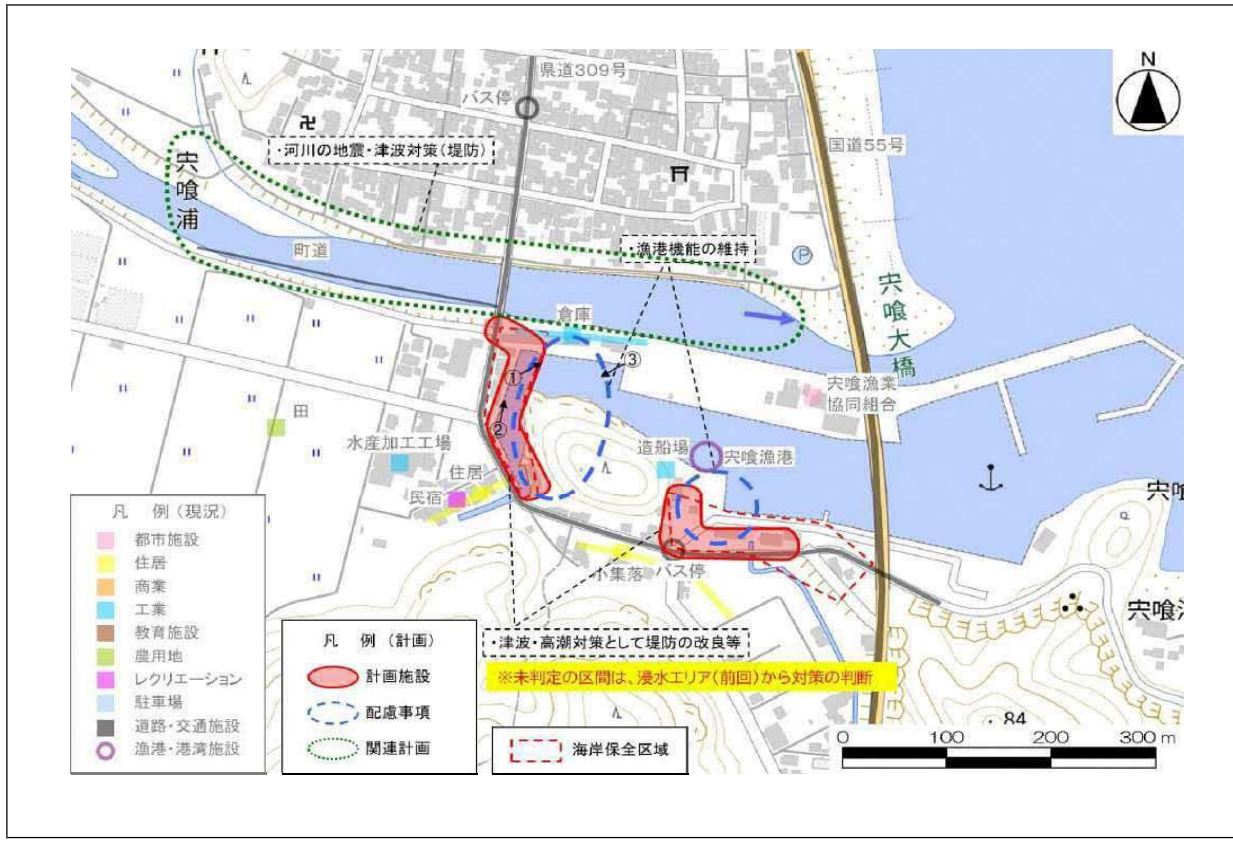 県道309号
バス停
N
国道55号
・河川の地震・津波対策(堤防)
宍喰浦
・漁港機能の維持
町道
P
宍喰大橋
倉庫
①
③
②
宍喰漁業
協同組合
田
水産加工工場
造船場
宍喰漁港
住居
民宿
小集落
バス停
・津波・高潮対策として堤防の改良等
※未判定の区間は、浸水エリア(前回)から対策の判断
凡 例(現況)
都市施設
住居
商業
工業
教育施設
農用地
レクリエーション
駐車場
道路・交通施設
漁港・港湾施設
凡 例(計画)
計画施設
配慮事項
関連計画
海岸保全区域
84
0 100 200 300 m